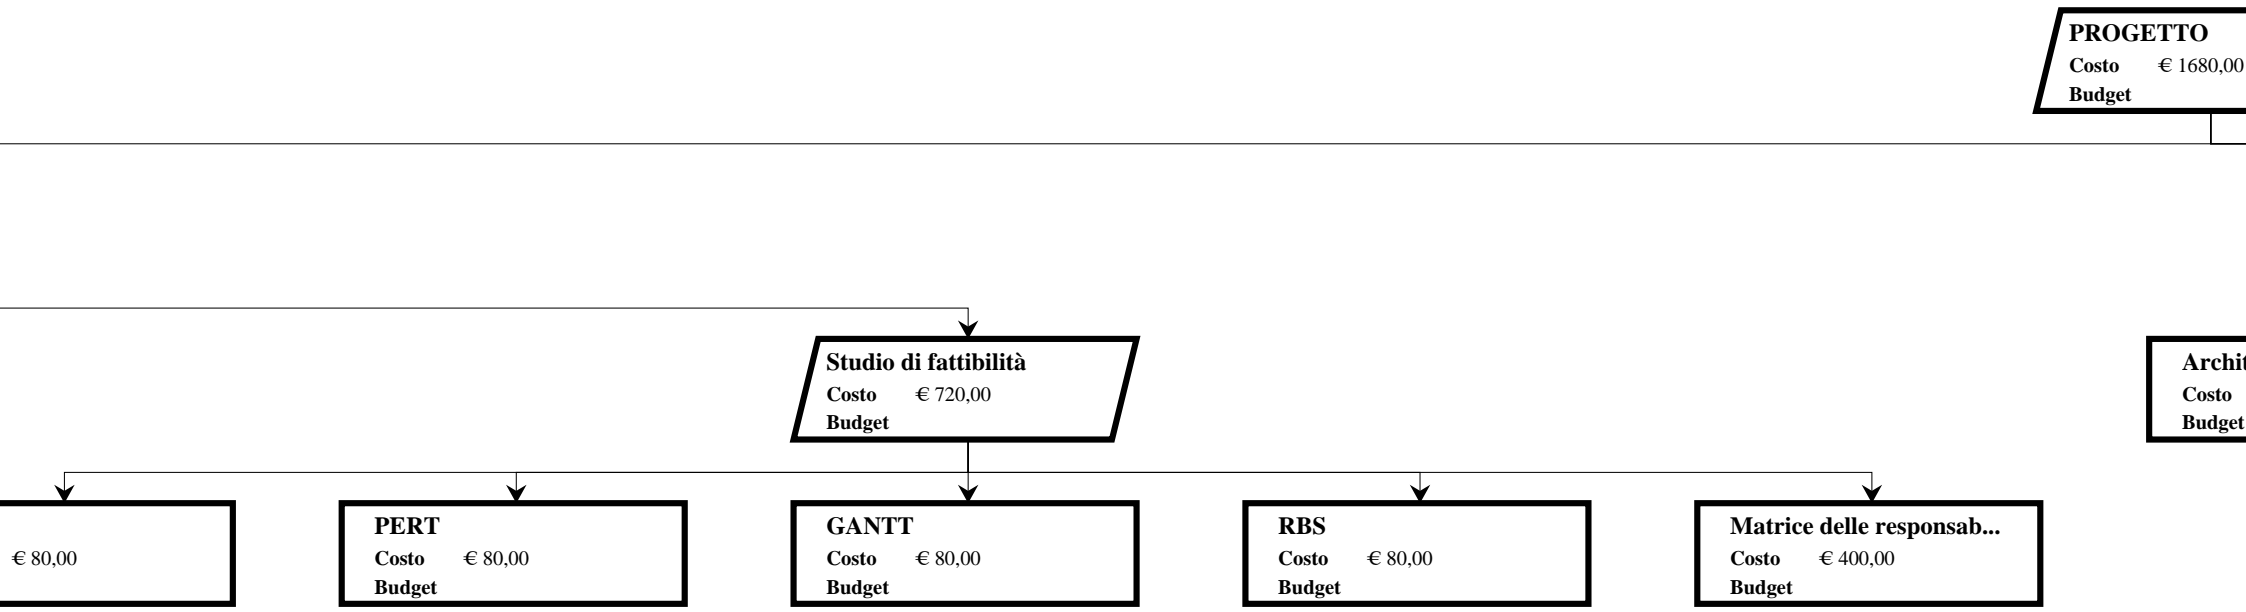 PROGETTO
Costo € 1680,00
Budget
Studio di fattibilità
Costo € 720,00
Budget
Costo
Budget
€ 80,00
PERT
Costo € 80,00
Budget
GANTT
Costo € 80,00
Budget
RBS
Costo € 80,00
Budget
Matrice delle responsab...
Costo € 400,00
Budget